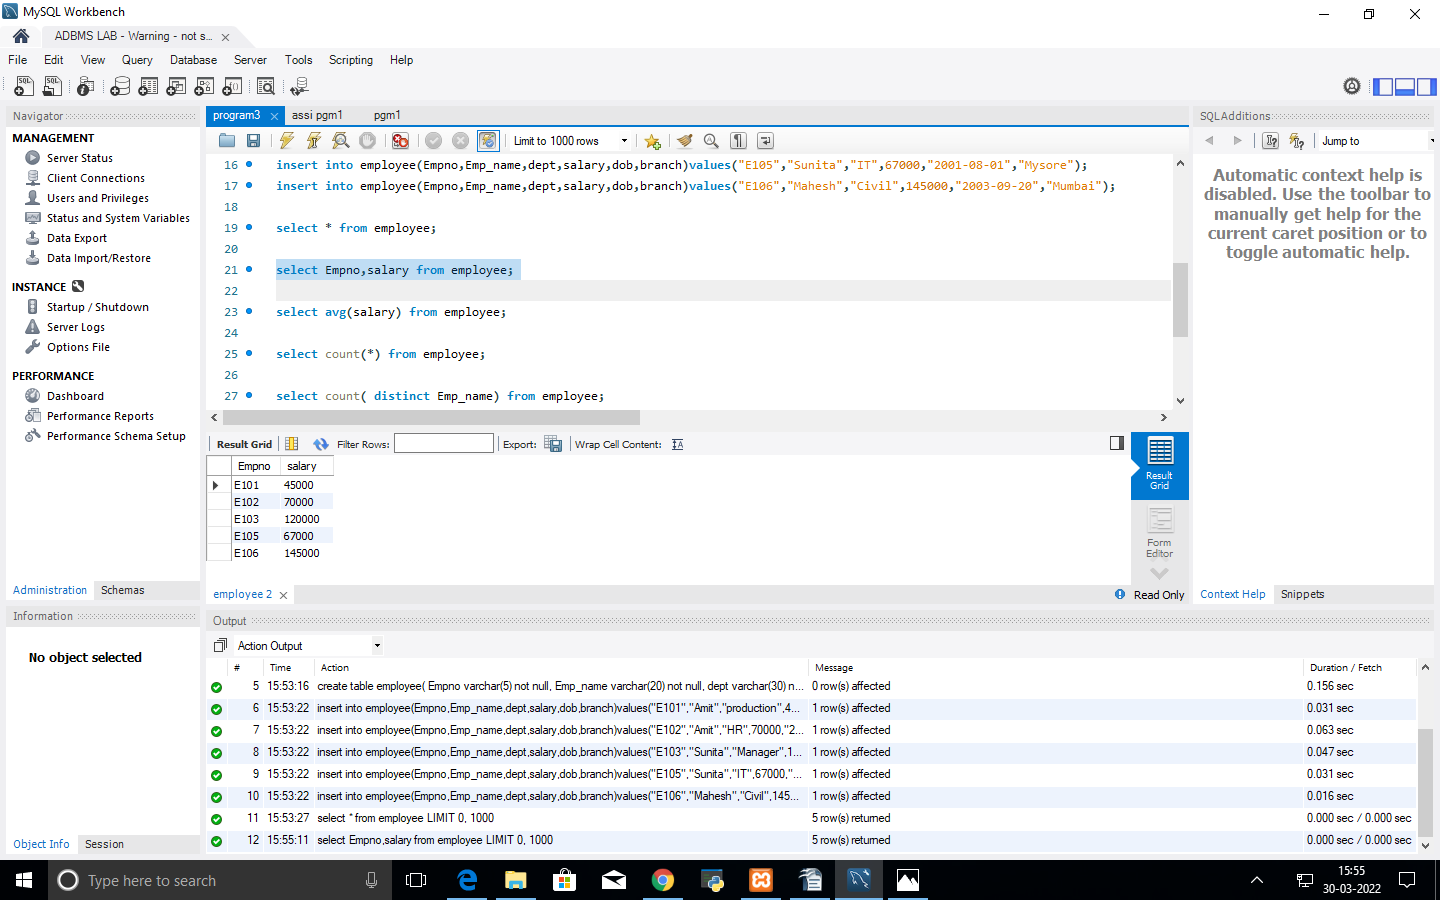 MySQL Workbench
ADBMS LAB - Warning - not s...
File Edit View Query Database Server Tools Scripting Help
Navigator
MANAGEMENT
Server Status
Client Connections
Users and Privileges
Status and System Variables
Data Export
Data Import/Restore
INSTANCE
Startup / Shutdown
Server Logs
Options File
PERFORMANCE
Dashboard
Performance Reports
Performance Schema Setup
Administration Schemas
Information
No object selected
Object Info Session
program3 assi pgm1 pgm1
Limit to 1000 rows
16 insert into employee(Empno,Emp_name,dept,salary,dob,branch)values("E105","Sunita","IT",67000,"2001-08-01","Mysore");
17 insert into employee(Empno,Emp_name,dept,salary,dob,branch)values("E106","Mahesh","Civil",145000,"2003-09-20","Mumbai");
18
19 select * from employee;
20
21 select Empno,salary from employee;
22
23 select avg(salary) from employee;
24
25 select count(*) from employee;
26
27 select count( distinct Emp_name) from employee;
Result Grid Filter Rows: Export: Wrap Cell Content:
Empno salary
E101 45000
E102 70000
E103 120000
E105 67000
E106 145000
Result Grid
Form Editor
employee 2
Read Only
SQLAdditions
Jump to
Automatic context help is
disabled. Use the toolbar to
manually get help for the
current caret position or to
toggle automatic help.
Context Help Snippets
Output
Action Output
# Time Action Message Duration / Fetch
5 15:53:16 create table employee( Empno varchar(5) not null, Emp_name varchar(20) not null, dept varchar(30) n... 0 row(s) affected 0.156 sec
6 15:53:22 insert into employee(Empno,Emp_name,dept,salary,dob,branch)values("E101","Amit","production",4... 1 row(s) affected 0.031 sec
7 15:53:22 insert into employee(Empno,Emp_name,dept,salary,dob,branch)values("E102","Amit","HR",70000,"2... 1 row(s) affected 0.063 sec
8 15:53:22 insert into employee(Empno,Emp_name,dept,salary,dob,branch)values("E103","Sunita","Manager",1... 1 row(s) affected 0.047 sec
9 15:53:22 insert into employee(Empno,Emp_name,dept,salary,dob,branch)values("E105","Sunita","IT",67000,"... 1 row(s) affected 0.031 sec
10 15:53:22 insert into employee(Empno,Emp_name,dept,salary,dob,branch)values("E106","Mahesh","Civil",145... 1 row(s) affected 0.016 sec
11 15:53:27 select * from employee LIMIT 0, 1000 5 row(s) returned 0.000 sec / 0.000 sec
12 15:55:11 select Empno,salary from employee LIMIT 0, 1000 5 row(s) returned 0.000 sec / 0.000 sec
Type here to search
15:55
30-03-2022